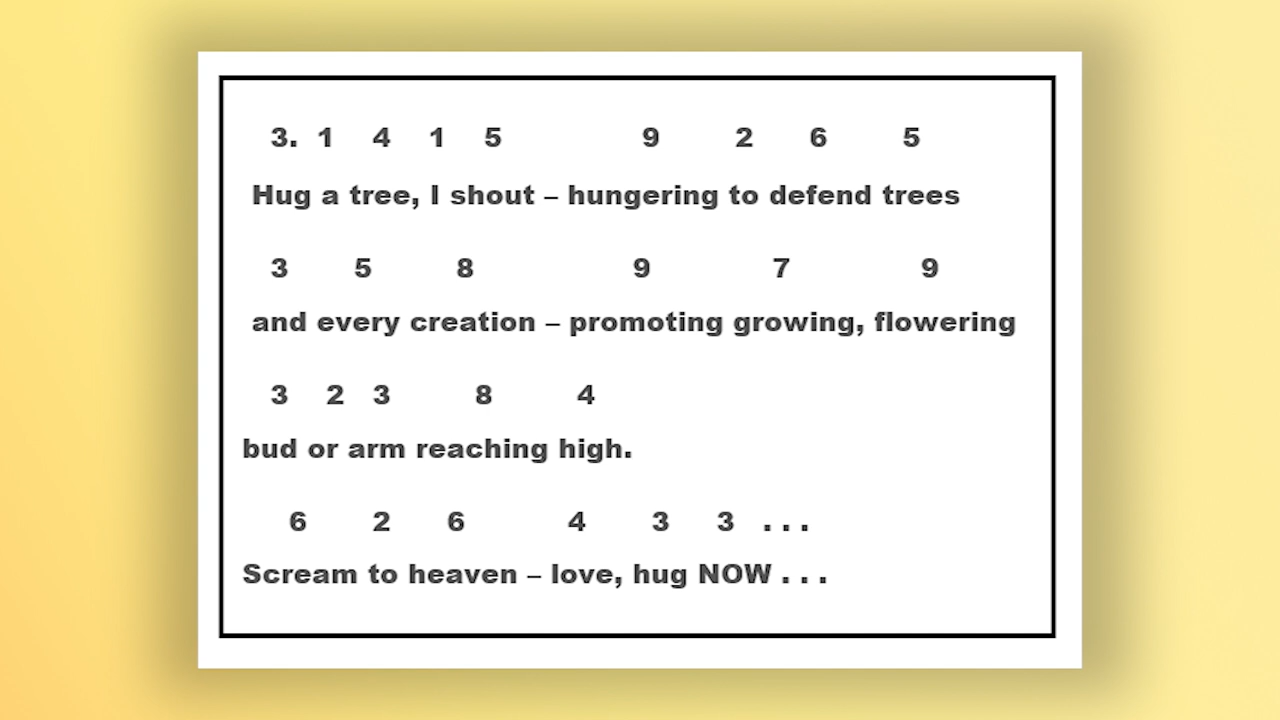 3. 1 4 1 5 9 2 6 5
Hug a tree, I shout – hungering to defend trees
3 5 8 9 7 9
and every creation – promoting growing, flowering
3 2 3 8 4
bud or arm reaching high.
6 2 6 4 3 3 . . .
Scream to heaven – love, hug NOW . . .